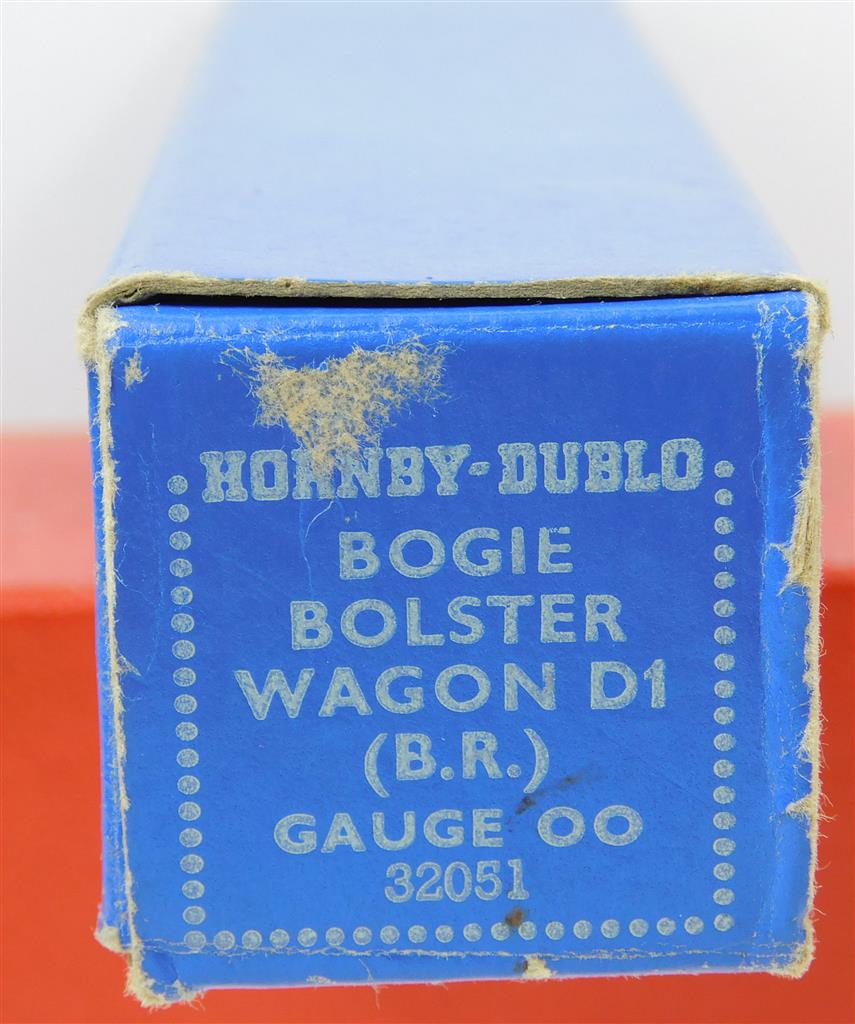 HORNBY-DUBLO
BOGIE
BOLSTER
WAGON D1
(B.R.)
GAUGE OO
32051